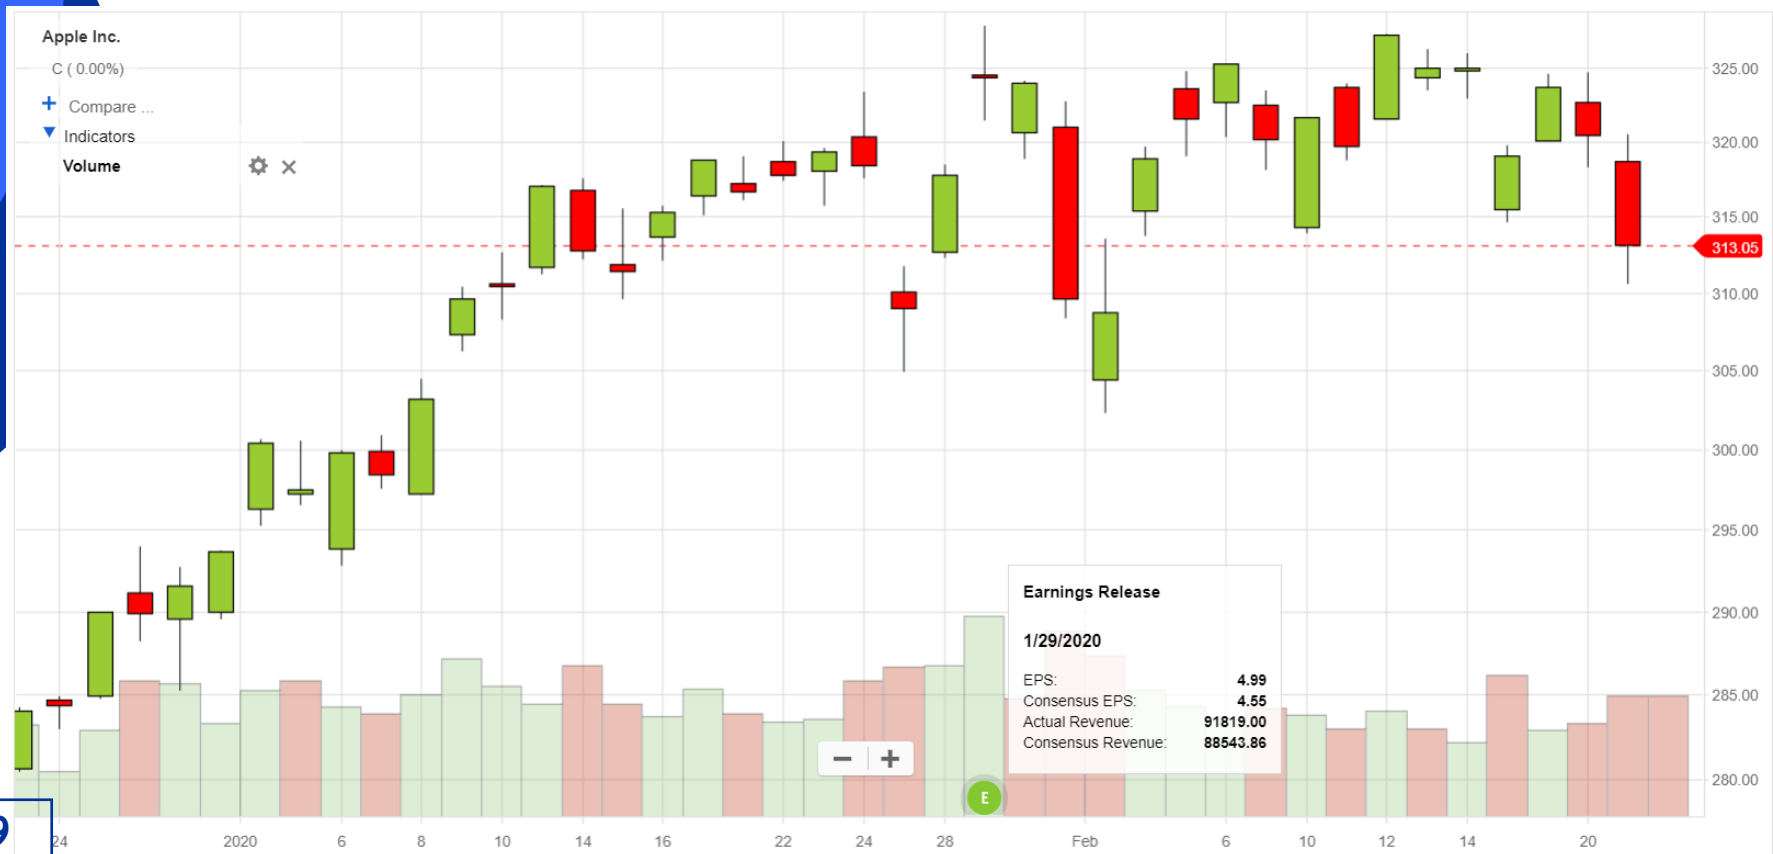 Apple Inc.
C ( 0.00%)
+ Compare ...
Indicators
Volume
325.00
320.00
315.00
313.05
310.00
305.00
300.00
295.00
290.00
285.00
280.00
Earnings Release
1/29/2020
EPS: 4.99
Consensus EPS: 4.55
Actual Revenue: 91819.00
Consensus Revenue: 88543.86
E
9
24 2020 6 8 10 14 16 22 24 28 Feb 6 10 12 14 20